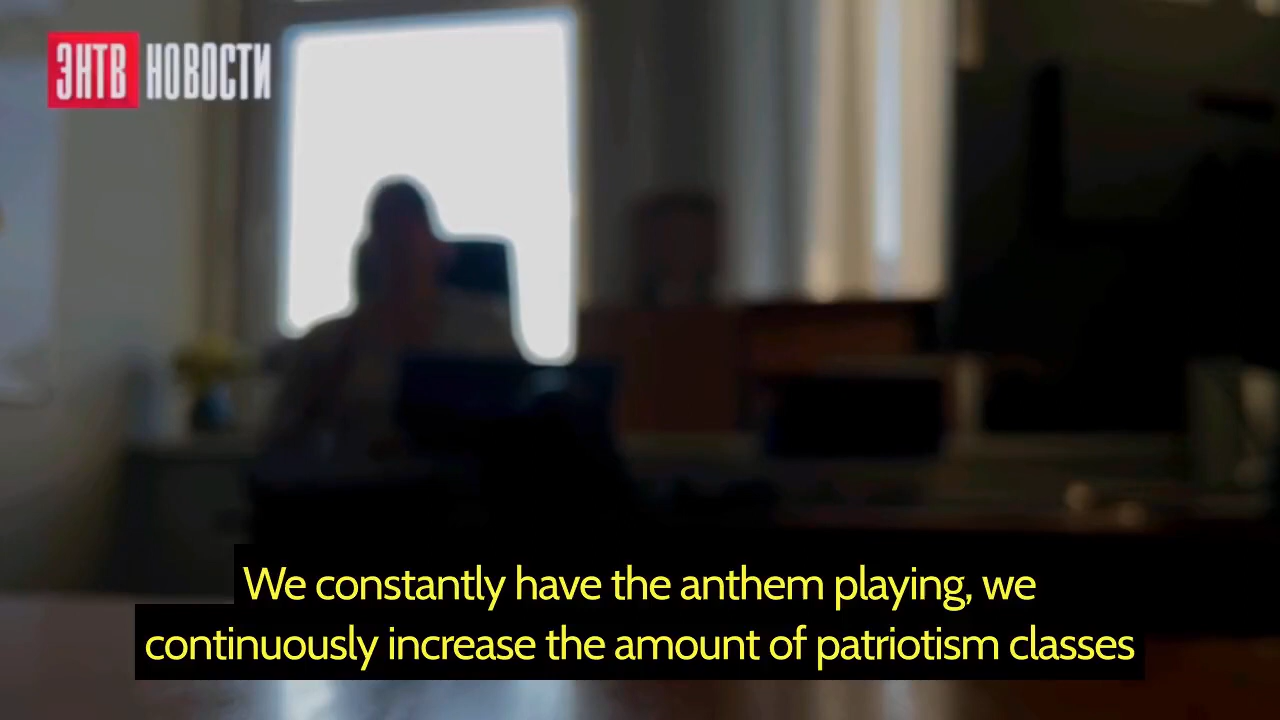 ЭНТВ НОВОСТИ
We constantly have the anthem playing, we
continuously increase the amount of patriotism classes